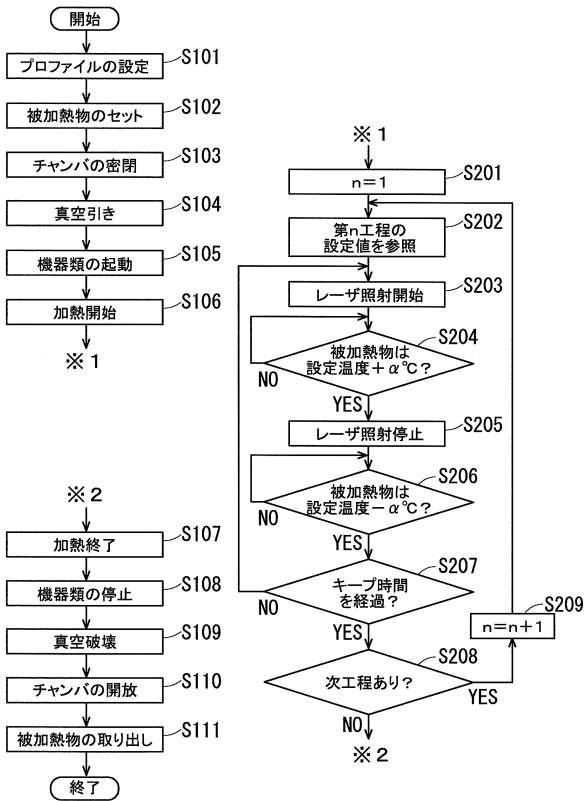 開始
プロファイルの設定
S101
被加熱物のセット
S102
チャンバの密閉
S103
真空引き
S104
機器類の起動
S105
加熱開始
S106
※1
※2
加熱終了
S107
機器類の停止
S108
真空破壊
S109
チャンバの開放
S110
被加熱物の取り出し
S111
終了
※1
n=1
S201
第n工程の
設定値を参照
S202
レーザ照射開始
S203
被加熱物は
設定温度+α℃?
S204
NO
YES
レーザ照射停止
S205
被加熱物は
設定温度-α℃?
S206
NO
YES
キープ時間
を経過?
S207
NO
YES
次工程あり?
S208
YES
n=n+1
S209
NO
※2